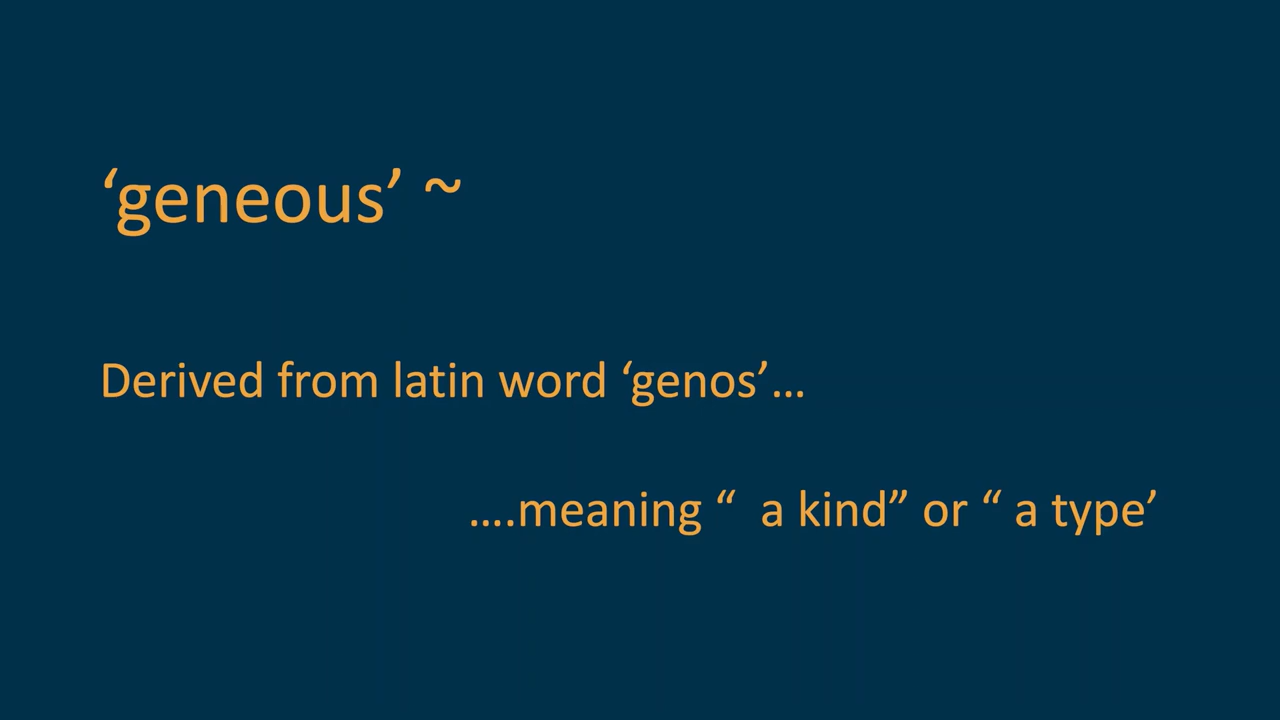 ‘geneous’ ~
Derived from latin word ‘genos’…
….meaning “  a kind” or “ a type’